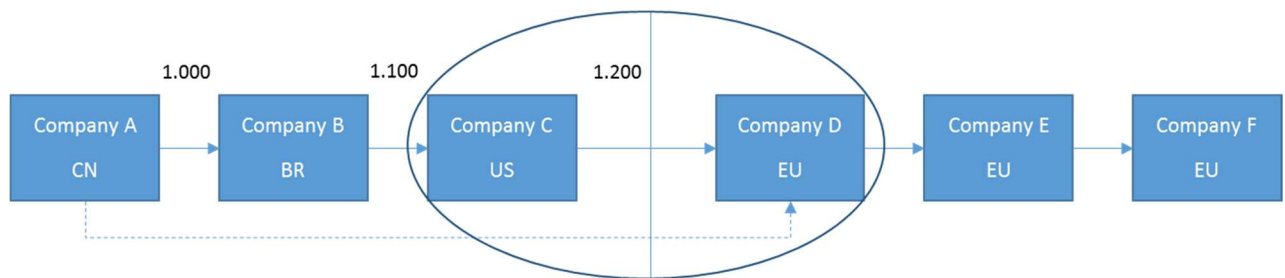 1.000
1.100
1.200
Company A
CN
Company B
BR
Company C
US
Company D
EU
Company E
EU
Company F
EU